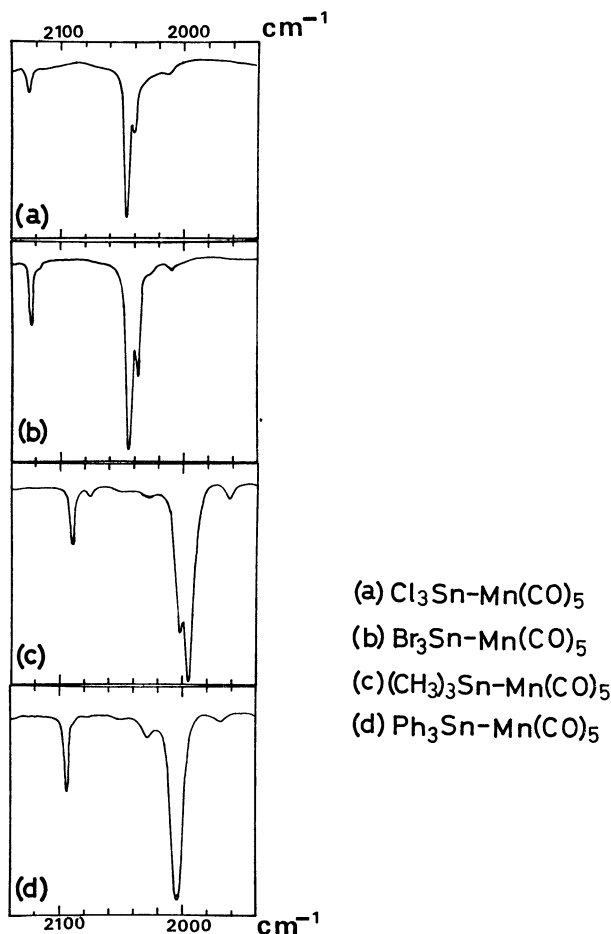 2100 2000 cm⁻¹
(a)
(b)
(c)
(d)
2100 2000 cm⁻¹
(a) Cl₃Sn-Mn(CO)₅
(b) Br₃Sn-Mn(CO)₅
(c) (CH₃)₃Sn-Mn(CO)₅
(d) Ph₃Sn-Mn(CO)₅